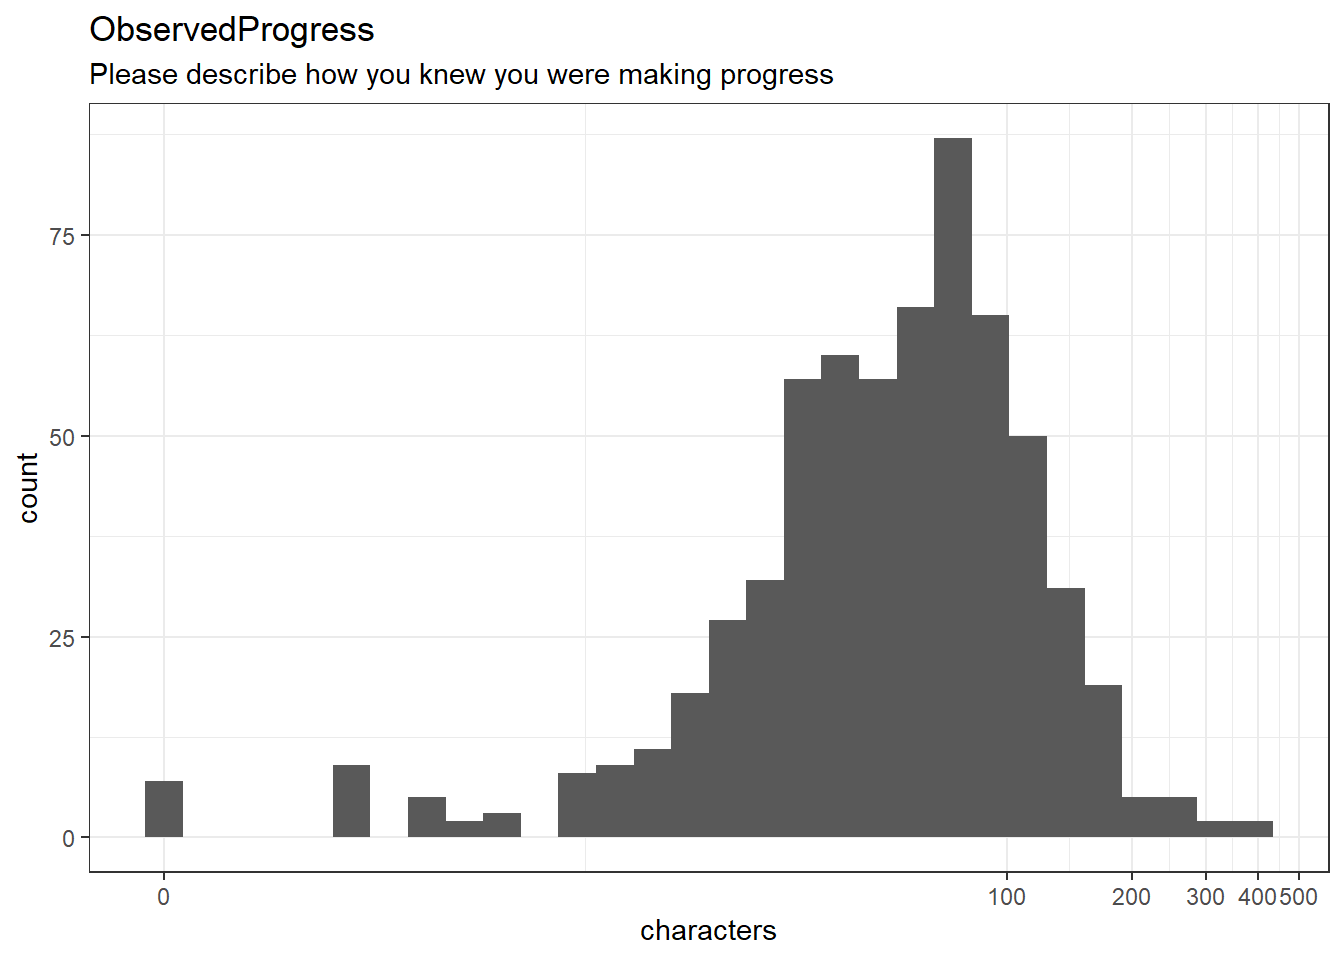 ObservedProgress
Please describe how you knew you were making progress
75
50
25
0
count
0 100 200 300 400 500
characters